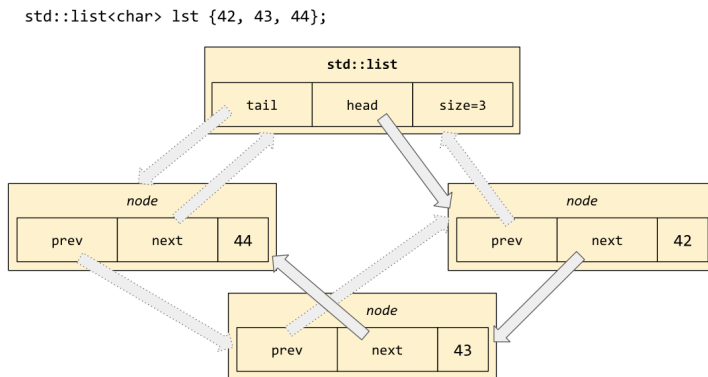 std::list<char> lst {42, 43, 44};
std::list
tail head size=3
node
prev next 44
node
prev next 42
node
prev next 43